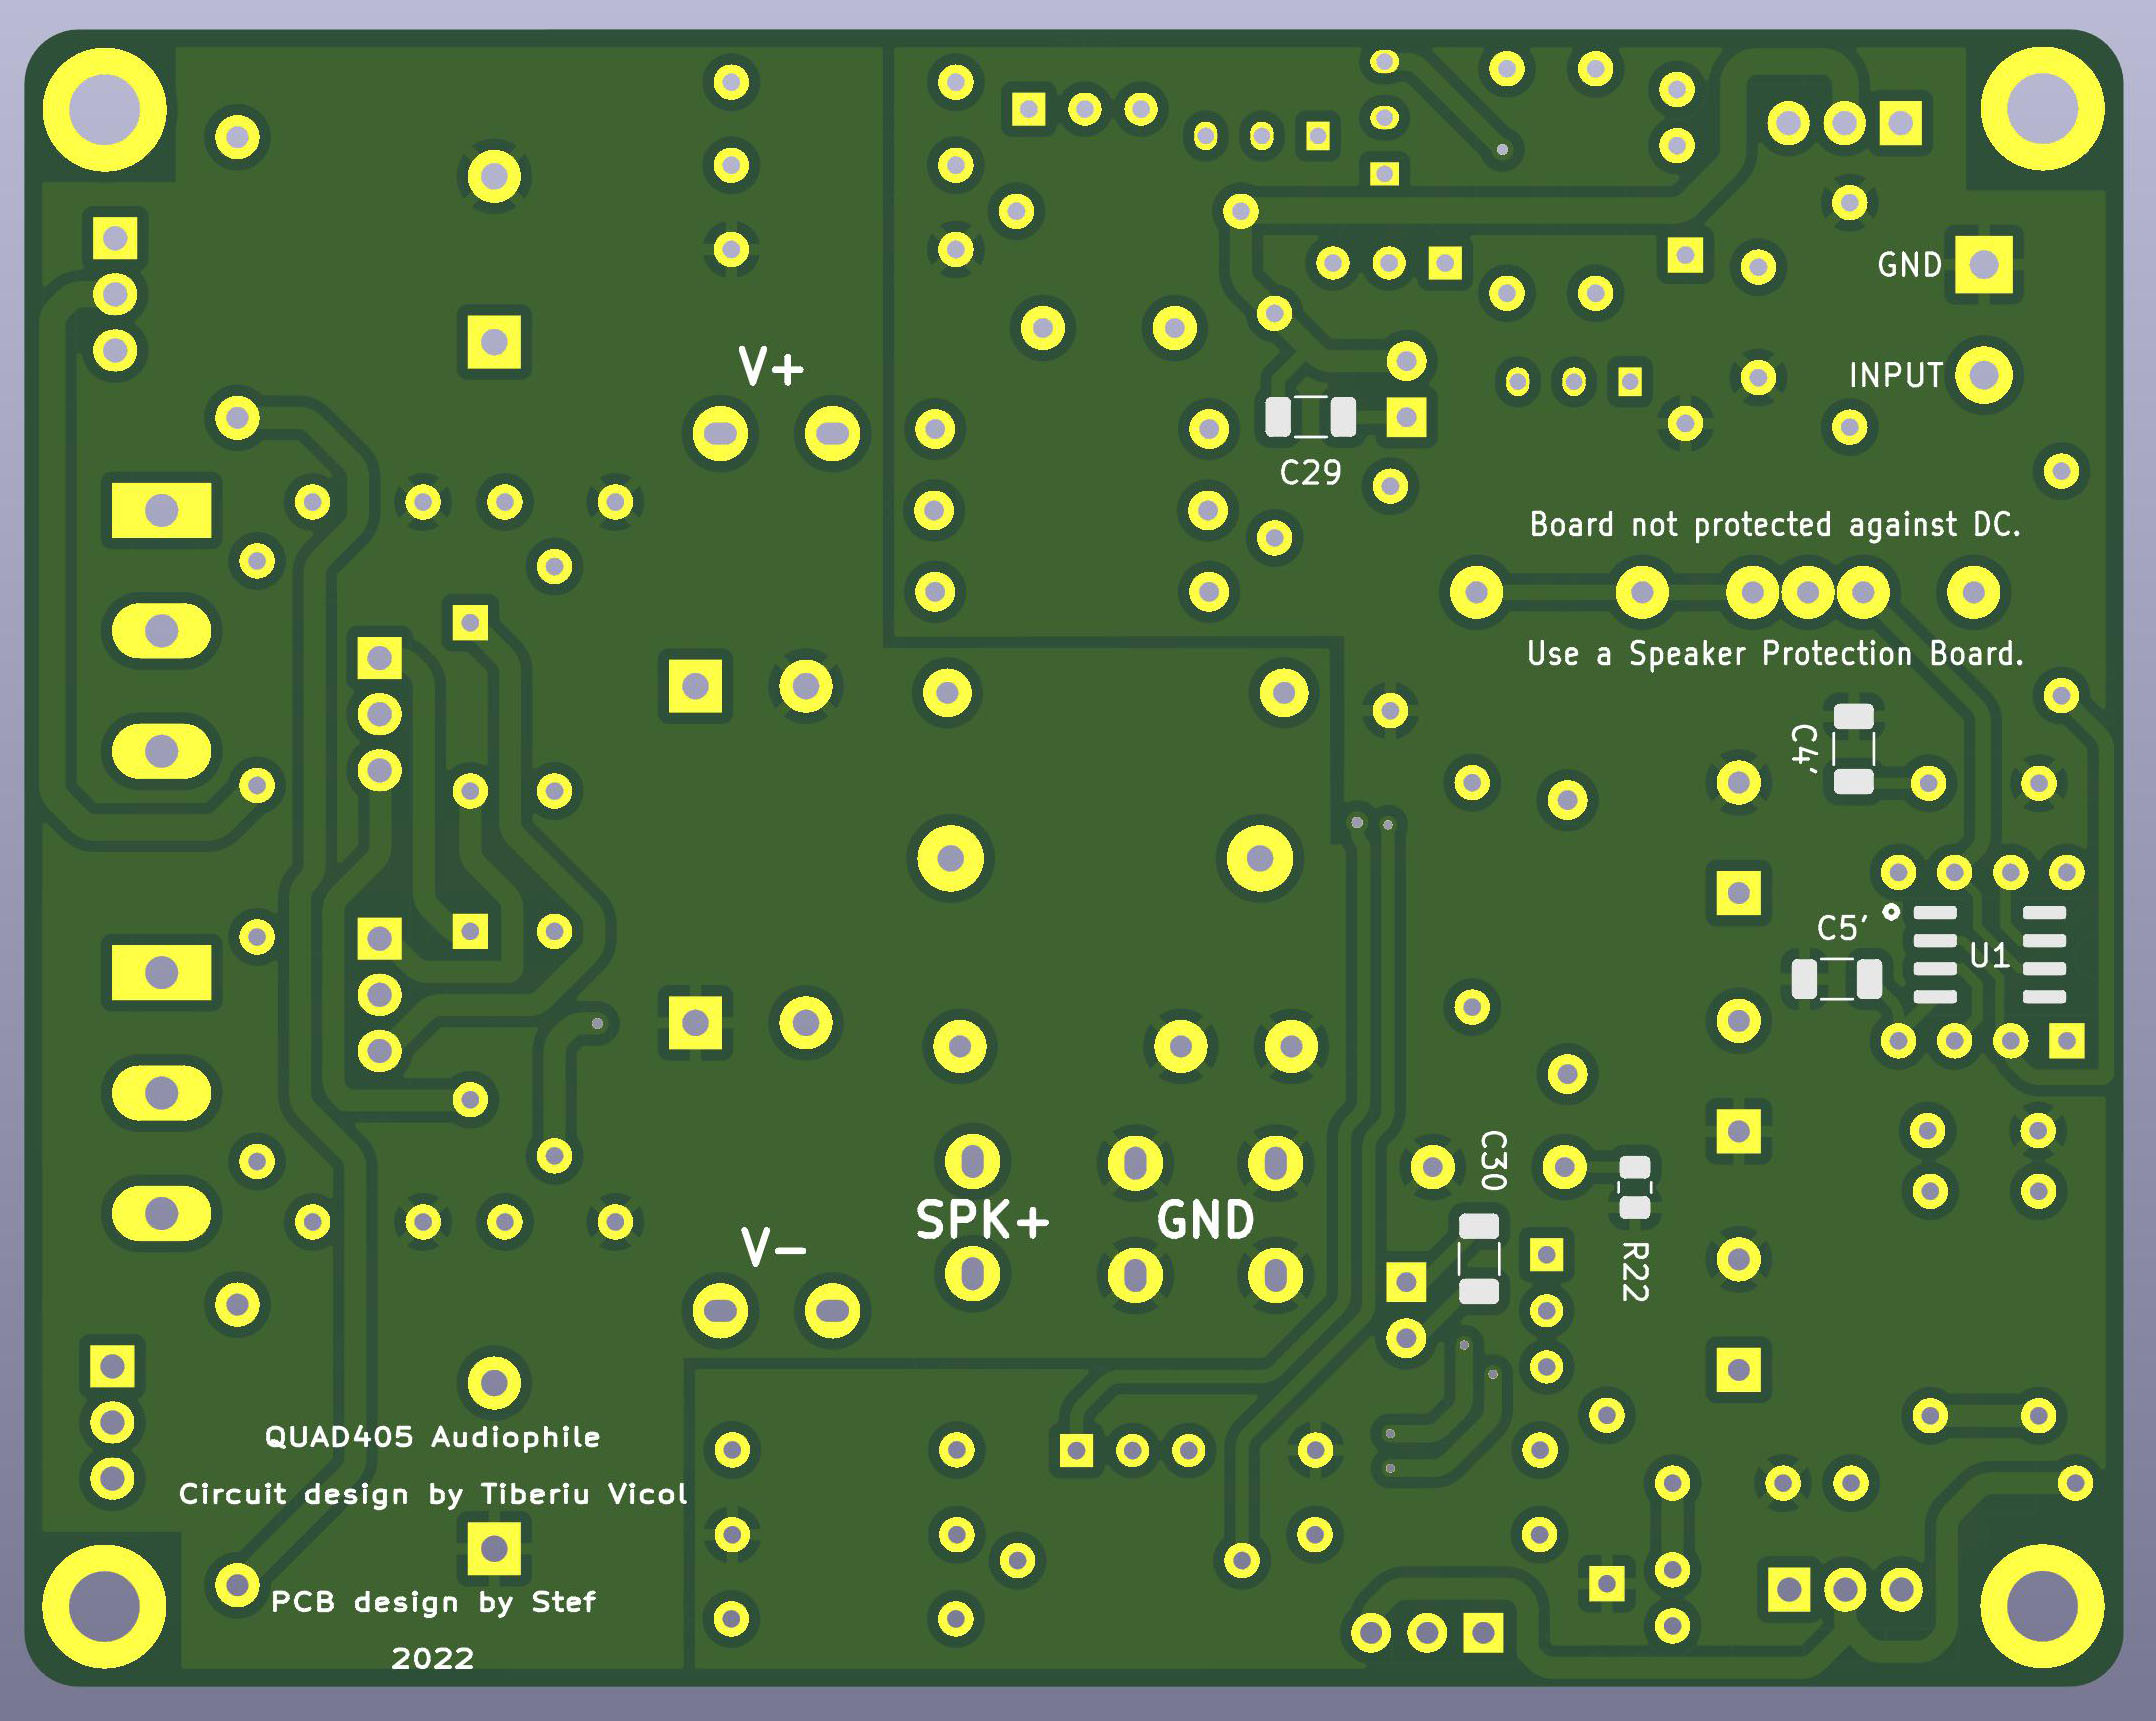 GND
V+
INPUT
C29
Board not protected against DC.
Use a Speaker Protection Board.
C4'
C5'
U1
C30
SPK+
GND
V-
R22
QUAD405 Audiophile
Circuit design by Tiberiu Vicol
PCB design by Stef
2022